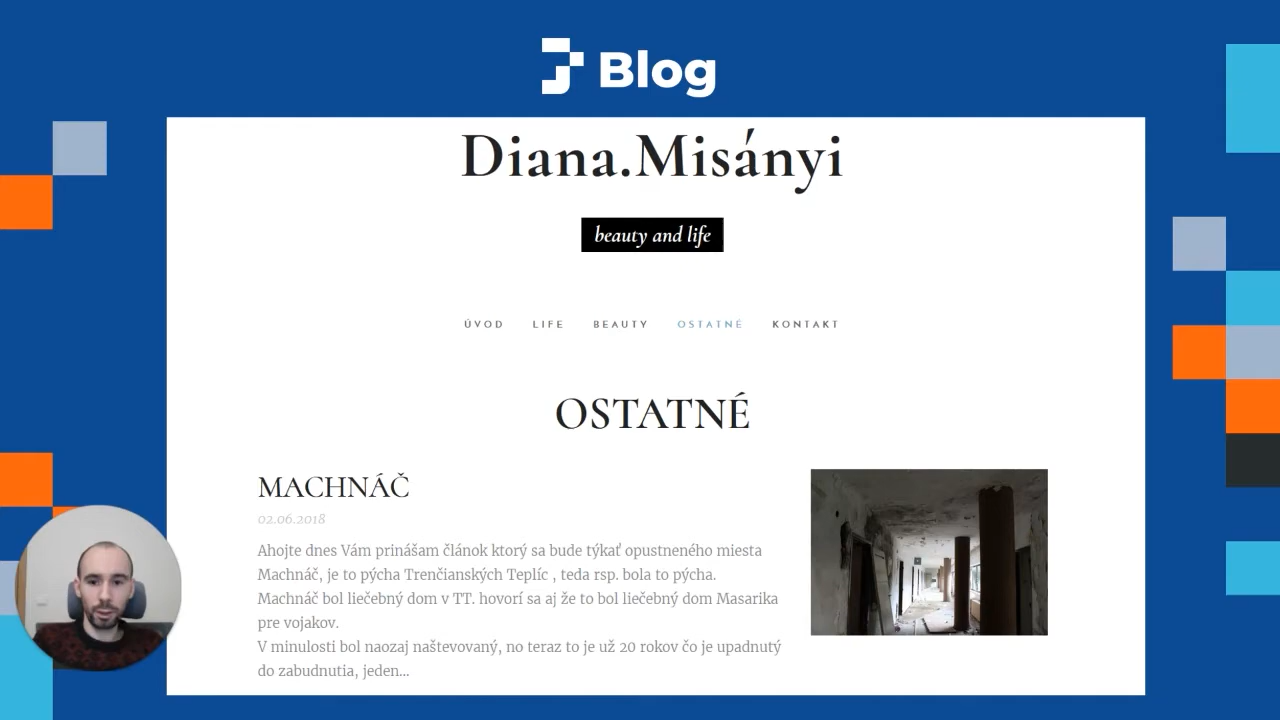 Blog
Diana.Misányi
beauty and life
ÚVOD LIFE BEAUTY OSTATNÉ KONTAKT
OSTATNÉ
MACHNÁČ
02.06.2018
Ahojte dnes Vám prinášam článok ktorý sa bude týkať opustneného miesta
Machnáč, je to pýcha Trenčianských Teplíc , teda rsp. bola to pýcha.
Machnáč bol liečebný dom v TT. hovorí sa aj že to bol liečebný dom Masarika
pre vojakov.
V minulosti bol naozaj naštevovaný, no teraz to je už 20 rokov čo je upadnutý
do zabudnutia, jeden...